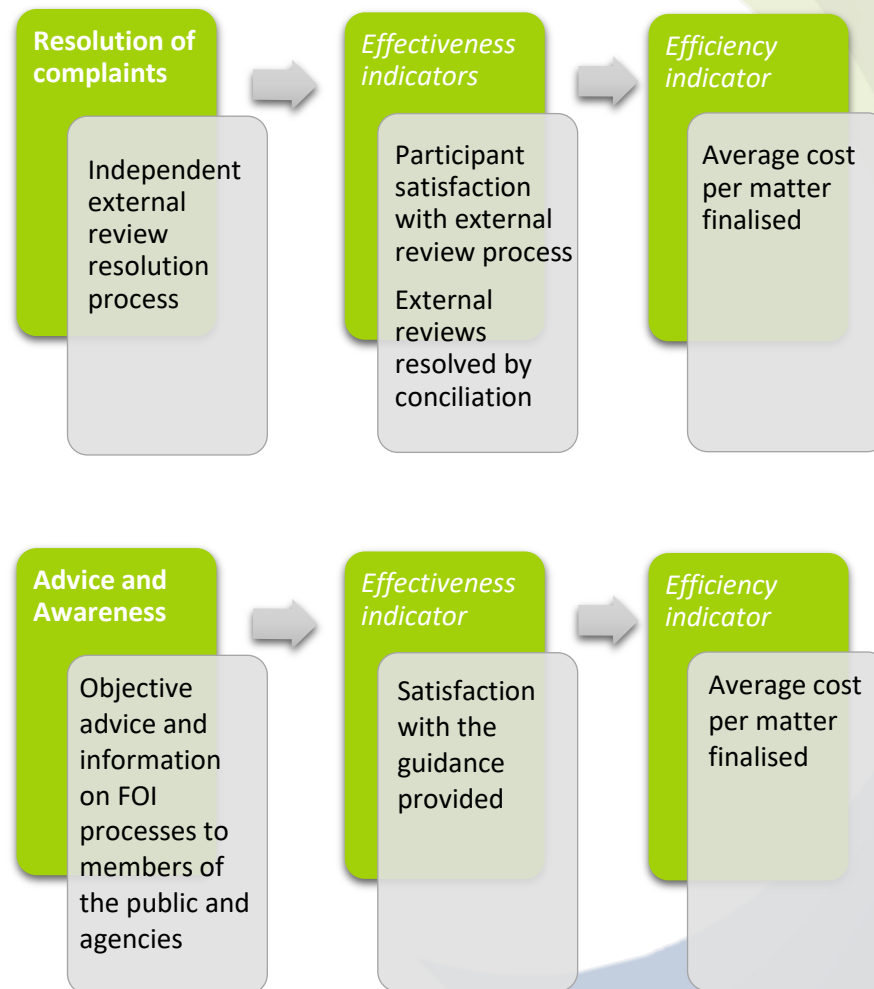 Resolution of
complaints
Independent
external
review
resolution
process
Effectiveness
indicators
Participant
satisfaction
with external
review process
External
reviews
resolved by
conciliation
Efficiency
indicator
Average cost
per matter
finalised
Advice and
Awareness
Objective
advice and
information
on FOI
processes to
members of
the public and
agencies
Effectiveness
indicator
Satisfaction
with the
guidance
provided
Efficiency
indicator
Average cost
per matter
finalised